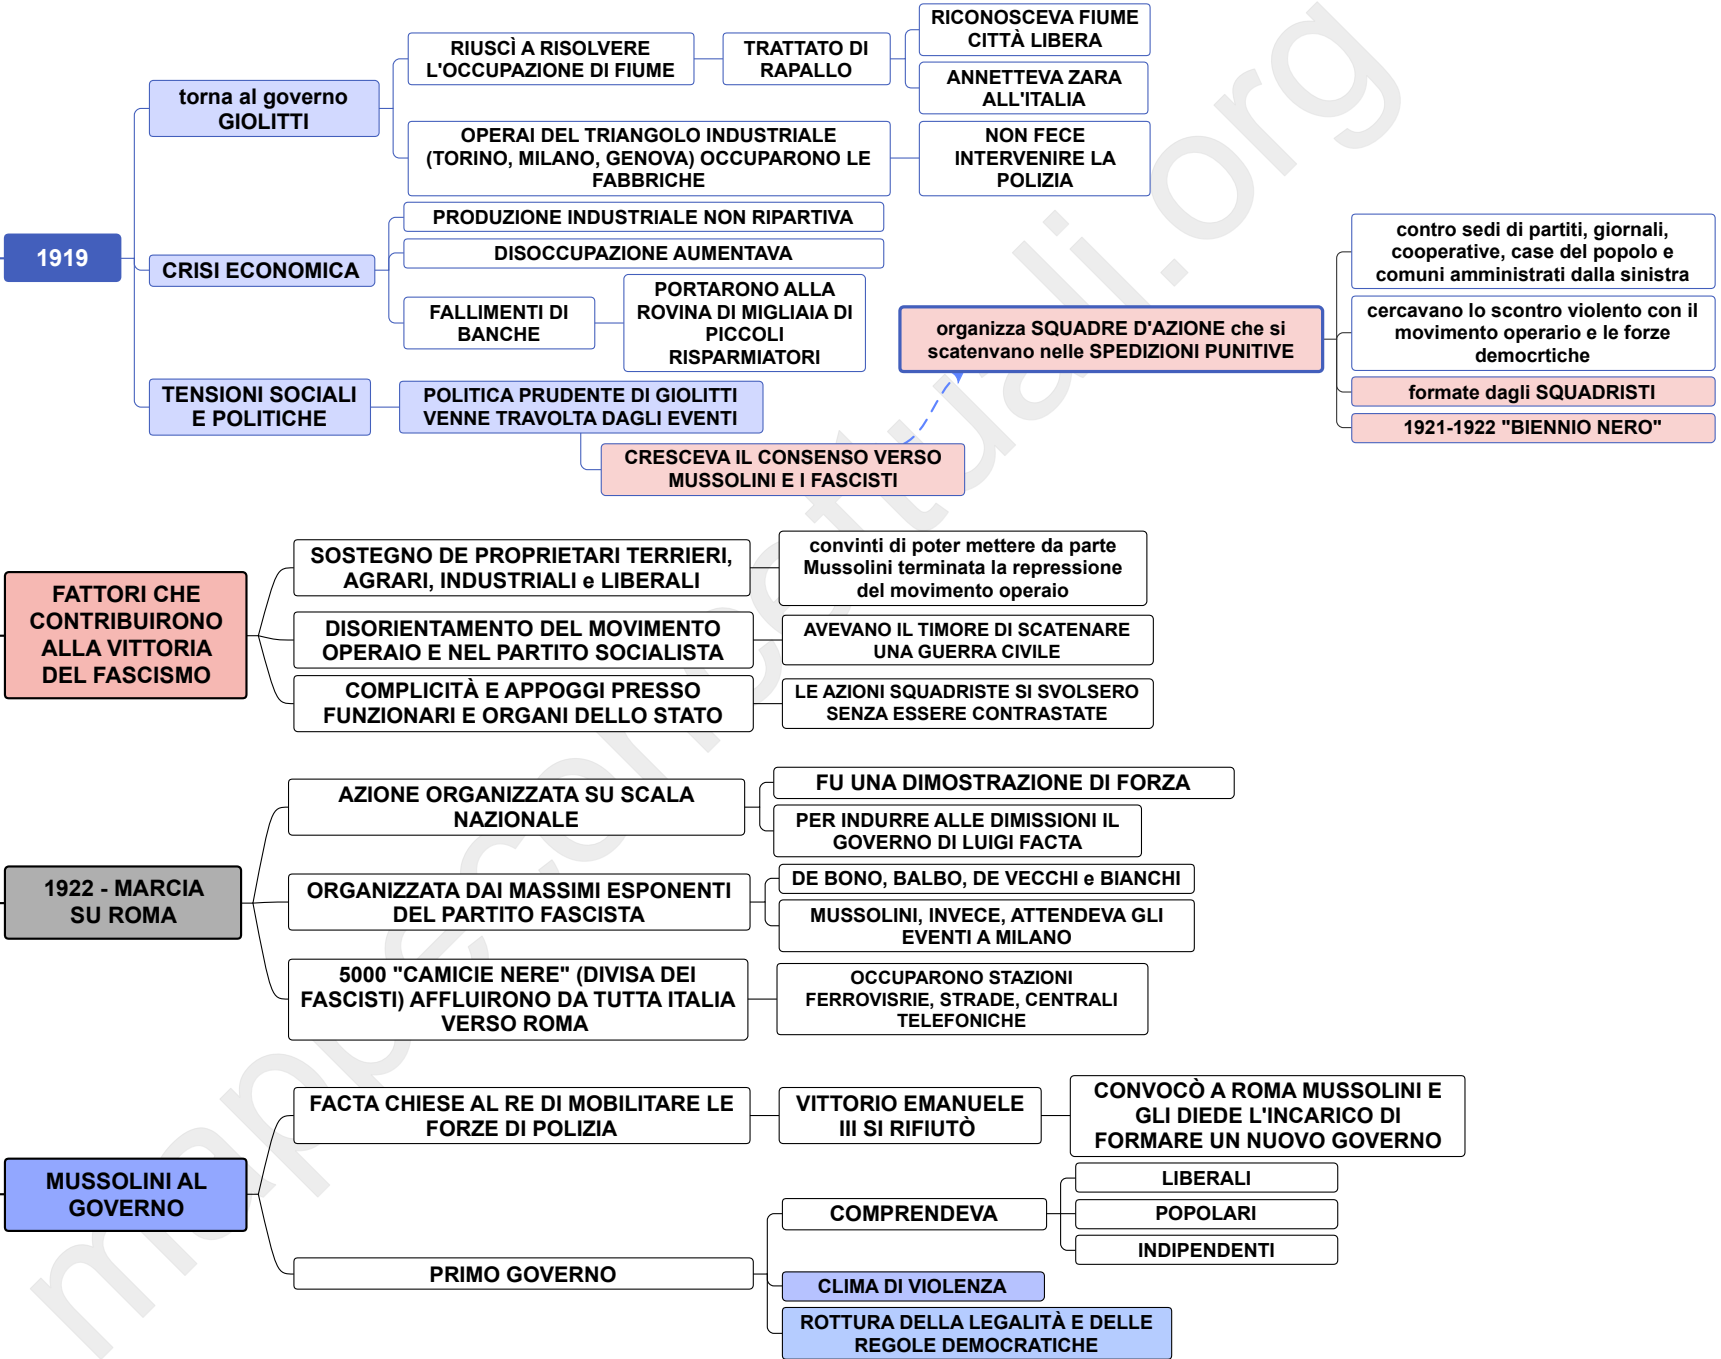 1919
torna al governo
GIOLITTI
RIUSCÌ A RISOLVERE
L'OCCUPAZIONE DI FIUME
TRATTATO DI
RAPALLO
RICONOSCEVA FIUME
CITTÀ LIBERA
ANNETTEVA ZARA
ALL'ITALIA
OPERAI DEL TRIANGOLO INDUSTRIALE
(TORINO, MILANO, GENOVA) OCCUPARONO LE
FABBRICHE
NON FECE
INTERVENIRE LA
POLIZIA
CRISI ECONOMICA
PRODUZIONE INDUSTRIALE NON RIPARTIVA
DISOCCUPAZIONE AUMENTAVA
FALLIMENTI DI
BANCHE
PORTARONO ALLA
ROVINA DI MIGLIAIA DI
PICCOLI
RISPARMIATORI
TENSIONI SOCIALI
E POLITICHE
POLITICA PRUDENTE DI GIOLITTI
VENNE TRAVOLTA DAGLI EVENTI
CRESCEVA IL CONSENSO VERSO
MUSSOLINI E I FASCISTI
organizza SQUADRE D'AZIONE che si
scatenvano nelle SPEDIZIONI PUNITIVE
contro sedi di partiti, giornali,
cooperative, case del popolo e
comuni amministrati dalla sinistra
cercavano lo scontro violento con il
movimento operario e le forze
democrtiche
formate dagli SQUADRISTI
1921-1922 "BIENNIO NERO"
FATTORI CHE
CONTRIBUIRONO
ALLA VITTORIA
DEL FASCISMO
SOSTEGNO DE PROPRIETARI TERRIERI,
AGRARI, INDUSTRIALI e LIBERALI
convinti di poter mettere da parte
Mussolini terminata la repressione
del movimento operaio
DISORIENTAMENTO DEL MOVIMENTO
OPERAIO E NEL PARTITO SOCIALISTA
AVEVANO IL TIMORE DI SCATENARE
UNA GUERRA CIVILE
COMPLICITÀ E APPOGGI PRESSO
FUNZIONARI E ORGANI DELLO STATO
LE AZIONI SQUADRISTE SI SVOLSERO
SENZA ESSERE CONTRASTATE
1922 - MARCIA
SU ROMA
AZIONE ORGANIZZATA SU SCALA
NAZIONALE
FU UNA DIMOSTRAZIONE DI FORZA
PER INDURRE ALLE DIMISSIONI IL
GOVERNO DI LUIGI FACTA
ORGANIZZATA DAI MASSIMI ESPONENTI
DEL PARTITO FASCISTA
DE BONO, BALBO, DE VECCHI e BIANCHI
MUSSOLINI, INVECE, ATTENDEVA GLI
EVENTI A MILANO
5000 "CAMICIE NERE" (DIVISA DEI
FASCISTI) AFFLUIRONO DA TUTTA ITALIA
VERSO ROMA
OCCUPARONO STAZIONI
FERROVISRIE, STRADE, CENTRALI
TELEFONICHE
MUSSOLINI AL
GOVERNO
FACTA CHIESE AL RE DI MOBILITARE LE
FORZE DI POLIZIA
VITTORIO EMANUELE
III SI RIFIUTÒ
CONVOCÒ A ROMA MUSSOLINI E
GLI DIEDE L'INCARICO DI
FORMARE UN NUOVO GOVERNO
PRIMO GOVERNO
COMPRENDEVA
LIBERALI
POPOLARI
INDIPENDENTI
CLIMA DI VIOLENZA
ROTTURA DELLA LEGALITÀ E DELLE
REGOLE DEMOCRATICHE
mappeconcettuali.org